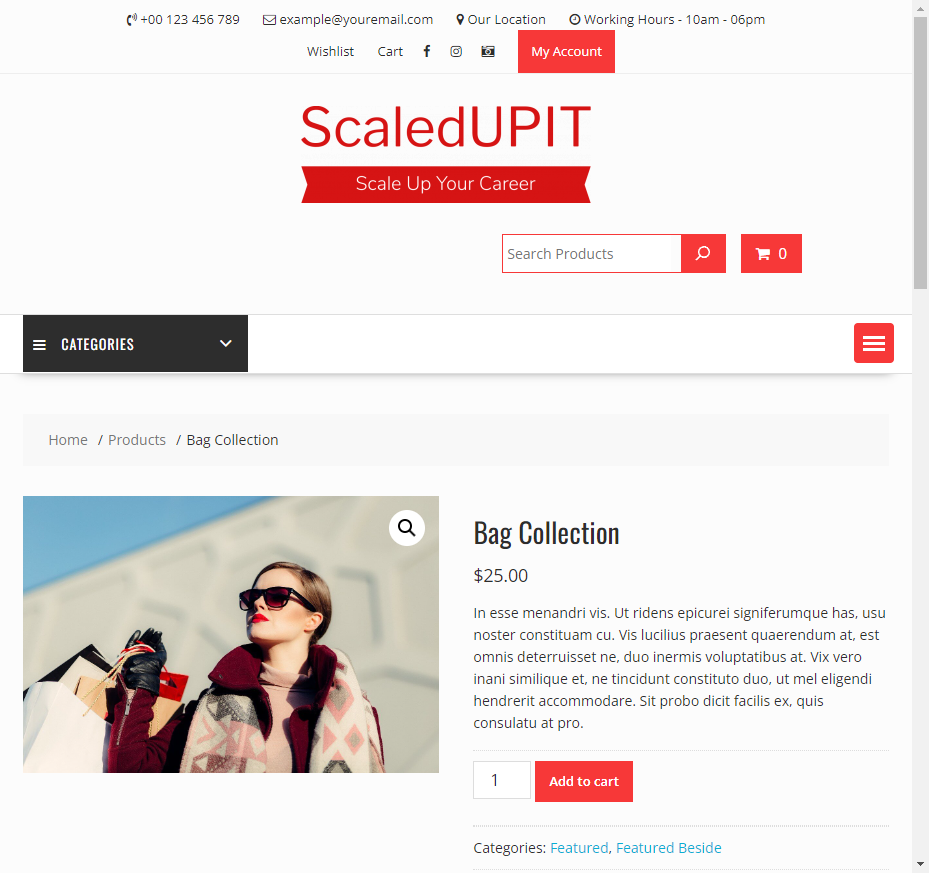 +00 123 456 789 example@youremail.com Our Location Working Hours - 10am - 06pm
Wishlist Cart My Account
ScaledUPIT
Scale Up Your Career
Search Products 0
CATEGORIES
Home / Products / Bag Collection
Bag Collection
$25.00
In esse menandri vis. Ut ridens epicurei signiferumque has, usu
noster constituam cu. Vis lucilius praesent quaerendum at, est
omnis deterruisset ne, duo inermis voluptatibus at. Vix vero
inani similique et, ne tincidunt constituto duo, ut mel eligendi
hendrerit accommodare. Sit probo dicit facilis ex, quis
consulatu at pro.
1 Add to cart
Categories: Featured, Featured Beside